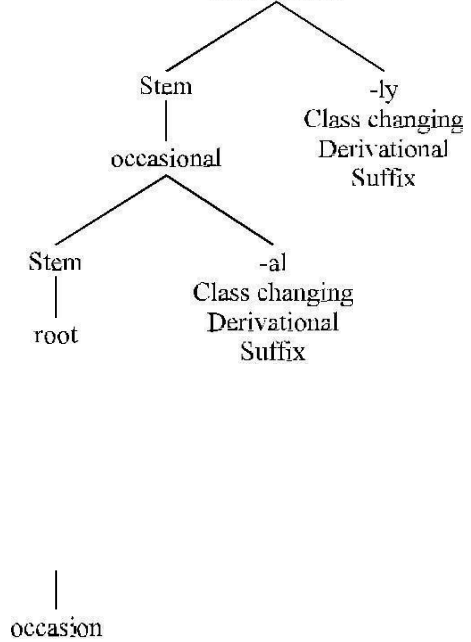 Stem
-ly
Class changing
Derivational
Suffix
occasional
Stem
-al
Class changing
Derivational
Suffix
root
occasion